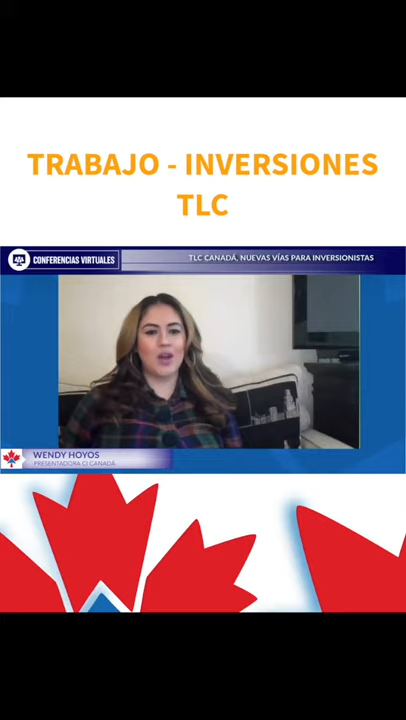 TRABAJO - INVERSIONES
TLC
CONFERENCIAS VIRTUALES
TLC CANADÁ, NUEVAS VÍAS PARA INVERSIONISTAS
WENDY HOYOS
PRESENTADORA CI CANADÁ